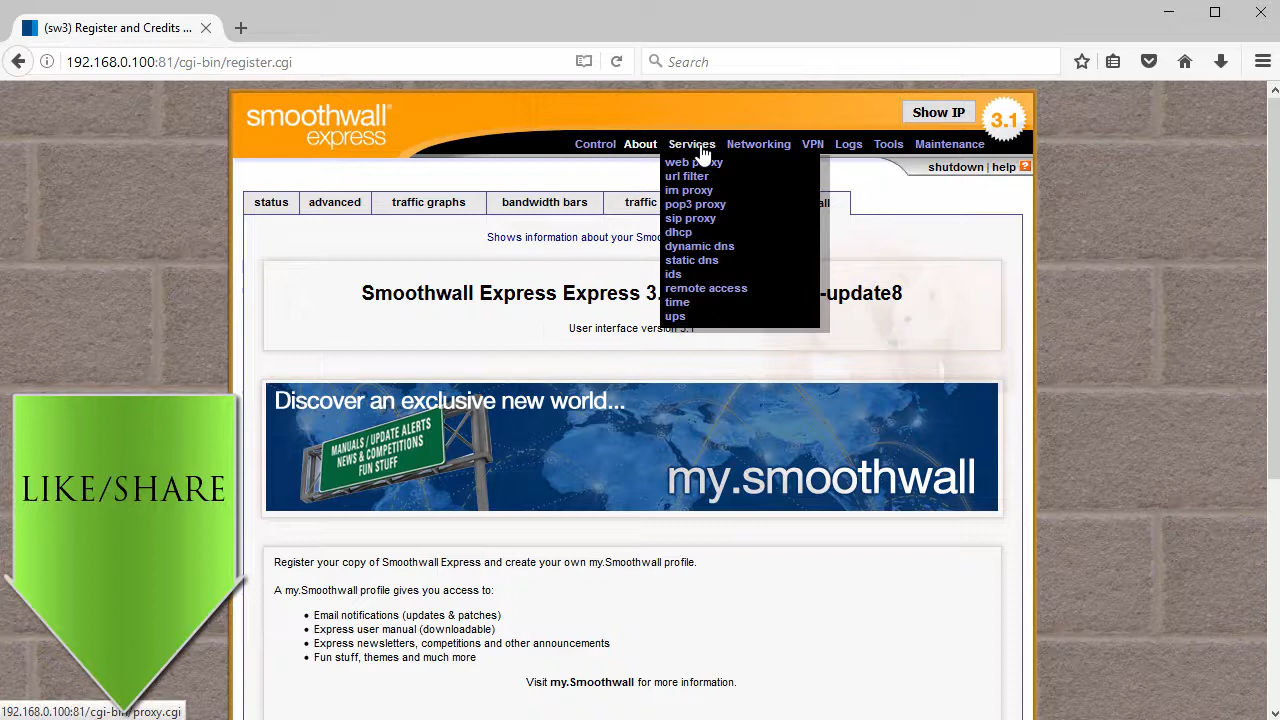 (sw3) Register and Credits ...
192.168.0.100:81/cgi-bin/register.cgi
Search
smoothwall
express
Show IP
3.1
Control About Services Networking VPN Logs Tools Maintenance
shutdown | help ?
web proxy
url filter
im proxy
pop3 proxy
sip proxy
dhcp
dynamic dns
static dns
ids
remote access
time
ups
status advanced traffic graphs bandwidth bars traffic
Shows information about your
Smoothwall Express Express 3. -update8
User interface version 3.1
Discover an exclusive new world...
MANUALS/UPDATE ALERTS
NEWS & COMPETITIONS
FUN STUFF
my.smoothwall
LIKE/SHARE
Register your copy of Smoothwall Express and create your own my.Smoothwall profile.
A my.Smoothwall profile gives you access to:
• Email notifications (updates & patches)
• Express user manual (downloadable)
• Express newsletters, competitions and other announcements
• Fun stuff, themes and much more
Visit my.Smoothwall for more information.
192.168.0.100:81/cgi-bin/proxy.cgi